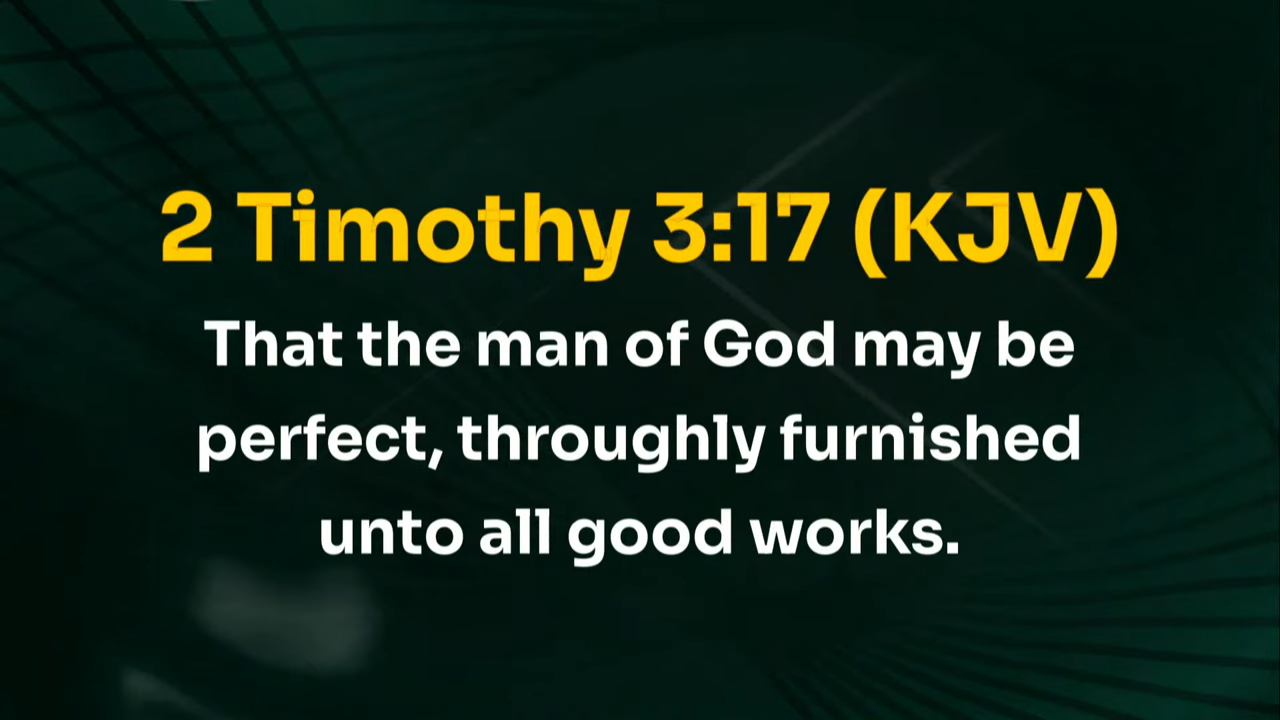 2 Timothy 3:17 (KJV)
That the man of God may be
perfect, throughly furnished
unto all good works.